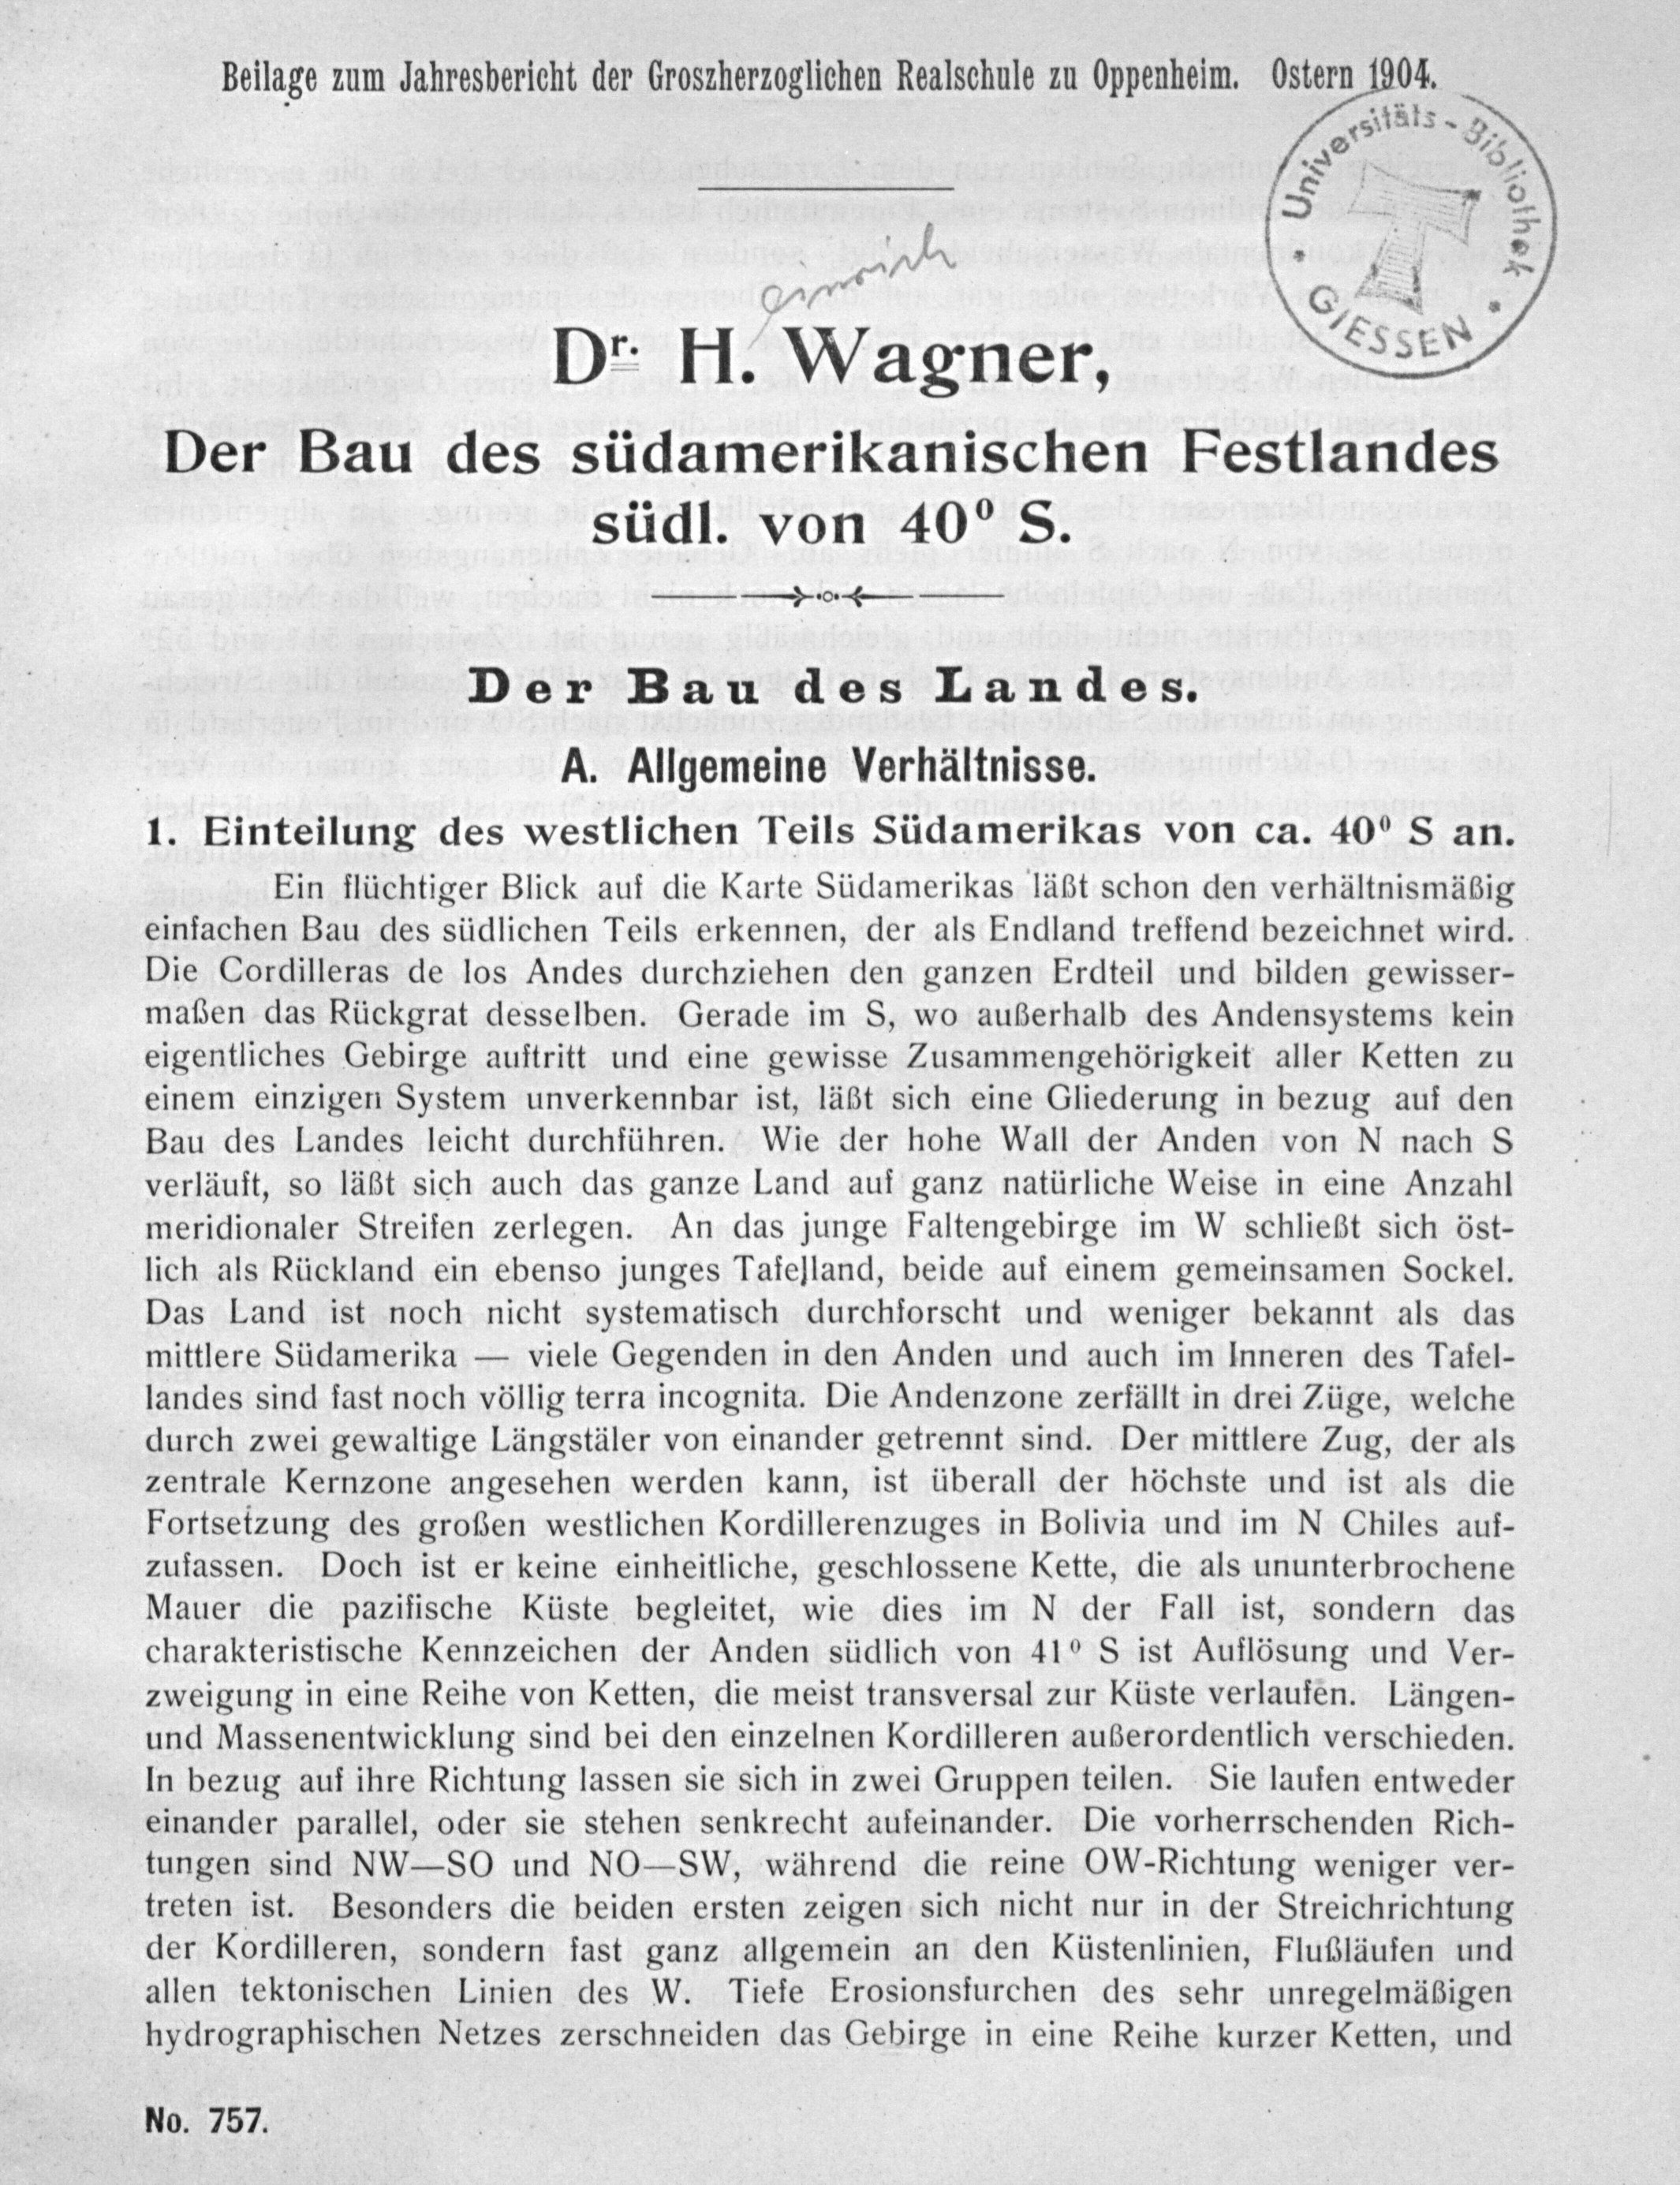 Beilage zum Jahresbericht der Groszherzoglichen Realschule zu Oppenheim. Ostern 1904.
Universitäts-Bibliothek
GIESSEN
Dr. H. Wagner,
Der Bau des südamerikanischen Festlandes
südl. von 40⁰ S.
Der Bau des Landes.
A. Allgemeine Verhältnisse.
1. Einteilung des westlichen Teils Südamerikas von ca. 40⁰ S an.
Ein flüchtiger Blick auf die Karte Südamerikas läßt schon den verhältnismäßig
einfachen Bau des südlichen Teils erkennen, der als Endland treffend bezeichnet wird.
Die Cordilleras de los Andes durchziehen den ganzen Erdteil und bilden gewisser-
maßen das Rückgrat desselben. Gerade im S, wo außerhalb des Andensystems kein
eigentliches Gebirge auftritt und eine gewisse Zusammengehörigkeit aller Ketten zu
einem einzigen System unverkennbar ist, läßt sich eine Gliederung in bezug auf den
Bau des Landes leicht durchführen. Wie der hohe Wall der Anden von N nach S
verläuft, so läßt sich auch das ganze Land auf ganz natürliche Weise in eine Anzahl
meridionaler Streifen zerlegen. An das junge Faltengebirge im W schließt sich öst-
lich als Rückland ein ebenso junges Tafelland, beide auf einem gemeinsamen Sockel.
Das Land ist noch nicht systematisch durchforscht und weniger bekannt als das
mittlere Südamerika — viele Gegenden in den Anden und auch im Inneren des Tafel-
landes sind fast noch völlig terra incognita. Die Andenzone zerfällt in drei Züge, welche
durch zwei gewaltige Längstäler von einander getrennt sind. Der mittlere Zug, der als
zentrale Kernzone angesehen werden kann, ist überall der höchste und ist als die
Fortsetzung des großen westlichen Kordillerenzuges in Bolivia und im N Chiles auf-
zufassen. Doch ist er keine einheitliche, geschlossene Kette, die als ununterbrochene
Mauer die pazifische Küste begleitet, wie dies im N der Fall ist, sondern das
charakteristische Kennzeichen der Anden südlich von 41⁰ S ist Auflösung und Ver-
zweigung in eine Reihe von Ketten, die meist transversal zur Küste verlaufen. Längen-
und Massenentwicklung sind bei den einzelnen Kordilleren außerordentlich verschieden.
In bezug auf ihre Richtung lassen sie sich in zwei Gruppen teilen. Sie laufen entweder
einander parallel, oder sie stehen senkrecht aufeinander. Die vorherrschenden Rich-
tungen sind NW—SO und NO—SW, während die reine OW-Richtung weniger ver-
treten ist. Besonders die beiden ersten zeigen sich nicht nur in der Streichrichtung
der Kordilleren, sondern fast ganz allgemein an den Küstenlinien, Flußläufen und
allen tektonischen Linien des W. Tiefe Erosionsfurchen des sehr unregelmäßigen
hydrographischen Netzes zerschneiden das Gebirge in eine Reihe kurzer Ketten, und
No. 757.